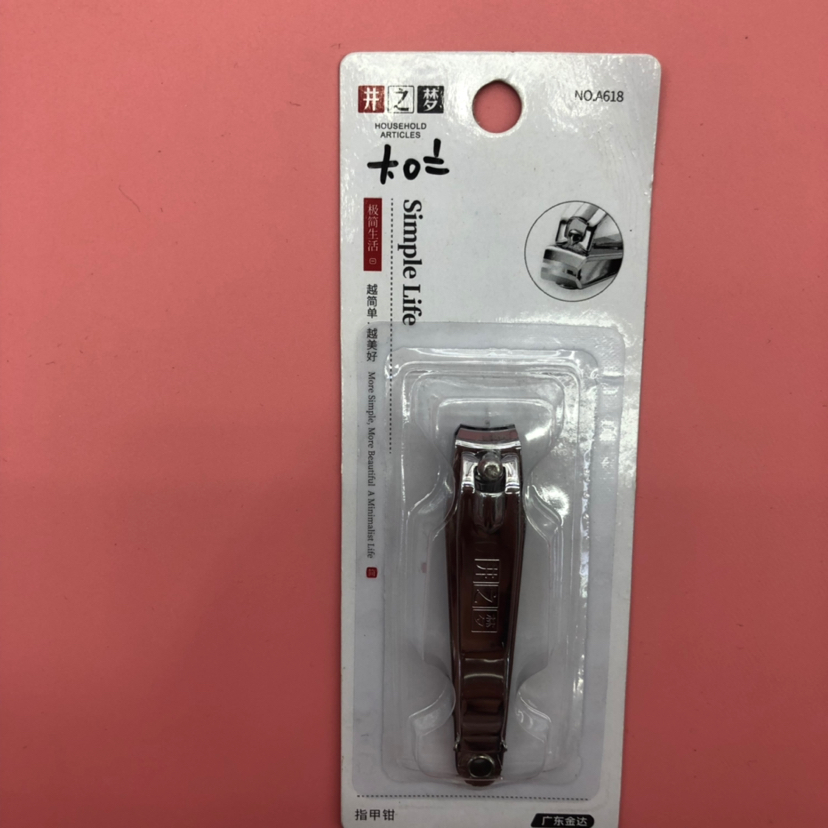 井之梦
NO.A618
HOUSEHOLD
ARTICLES
Simple Life
极简生活
越简单·越美好
More Simple, More Beautiful A Minimalist Life
井之梦
指甲钳
广东金达